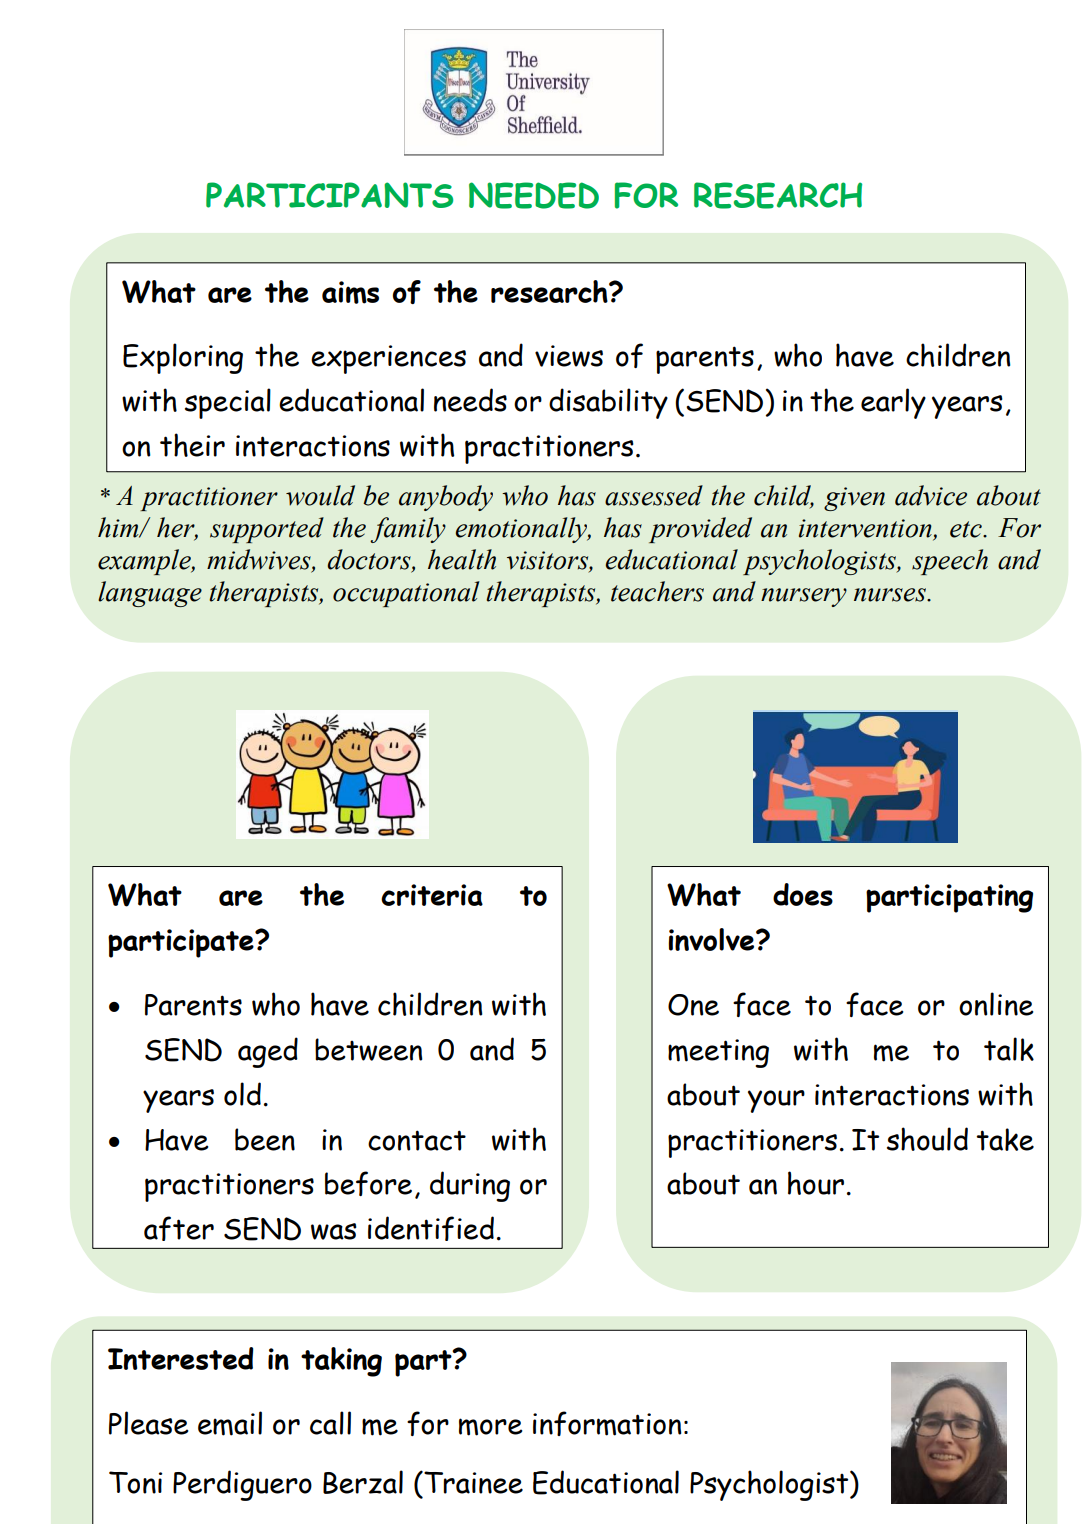 The
University
Of
Sheffield.
PARTICIPANTS NEEDED FOR RESEARCH
What are the aims of the research?
Exploring the experiences and views of parents, who have children
with special educational needs or disability (SEND) in the early years,
on their interactions with practitioners.
* A practitioner would be anybody who has assessed the child, given advice about
him/ her, supported the family emotionally, has provided an intervention, etc. For
example, midwives, doctors, health visitors, educational psychologists, speech and
language therapists, occupational therapists, teachers and nursery nurses.
What are the criteria to
participate?
• Parents who have children with
SEND aged between 0 and 5
years old.
• Have been in contact with
practitioners before, during or
after SEND was identified.
What does participating
involve?
One face to face or online
meeting with me to talk
about your interactions with
practitioners. It should take
about an hour.
Interested in taking part?
Please email or call me for more information:
Toni Perdiguero Berzal (Trainee Educational Psychologist)